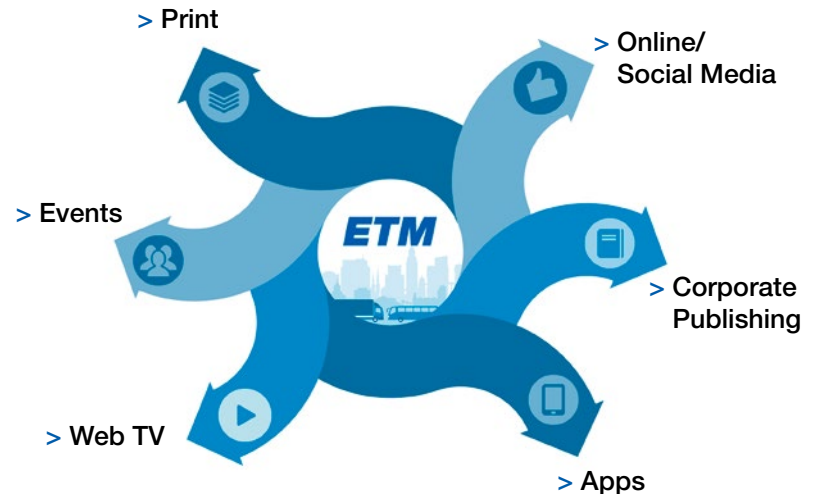 > Print
> Online/
Social Media
> Events
ETM
> Corporate
Publishing
> Web TV
> Apps